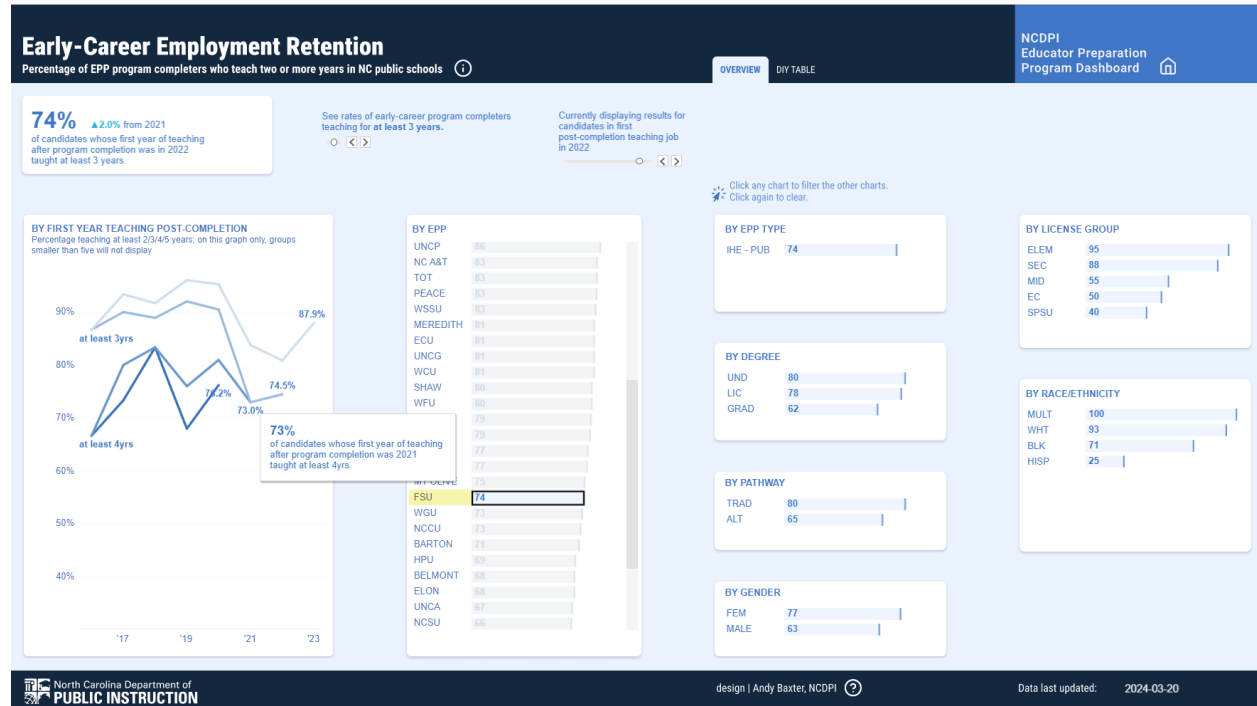 Early-Career Employment Retention
Percentage of EPP program completers who teach two or more years in NC public schools
OVERVIEW DIY TABLE
NCDPI
Educator Preparation
Program Dashboard
74% ▲2.0% from 2021
of candidates whose first year of teaching
after program completion was in 2022
taught at least 3 years.
See rates of early-career program completers
teaching for at least 3 years.
Currently displaying results for
candidates in first
post-completion teaching job
in 2022
Click any chart to filter the other charts.
Click again to clear.
BY FIRST YEAR TEACHING POST-COMPLETION
Percentage teaching at least 2/3/4/5 years; on this graph only, groups
smaller than five will not display
90%
80%
70%
60%
50%
40%
at least 3yrs
at least 4yrs
87.9%
74.5%
76.2%
73.0%
'17 '19 '21 '23
73%
of candidates whose first year of teaching
after program completion was 2021
taught at least 4yrs.
BY EPP
UNCP 86
NC A&T 83
TOT 83
PEACE 83
WSSU 83
MEREDITH 81
ECU 81
UNCG 81
WCU 81
SHAW 80
WFU 80
79
79
77
77
MT OLIVE 75
FSU 74
WGU 73
NCCU 73
BARTON 71
HPU 69
BELMONT 68
ELON 68
UNCA 67
NCSU 66
BY EPP TYPE
IHE - PUB 74
BY DEGREE
UND 80
LIC 78
GRAD 62
BY PATHWAY
TRAD 80
ALT 65
BY GENDER
FEM 77
MALE 63
BY LICENSE GROUP
ELEM 95
SEC 88
MID 55
EC 50
SPSU 40
BY RACE/ETHNICITY
MULT 100
WHT 93
BLK 71
HISP 25
North Carolina Department of
PUBLIC INSTRUCTION
design | Andy Baxter, NCDPI
Data last updated: 2024-03-20